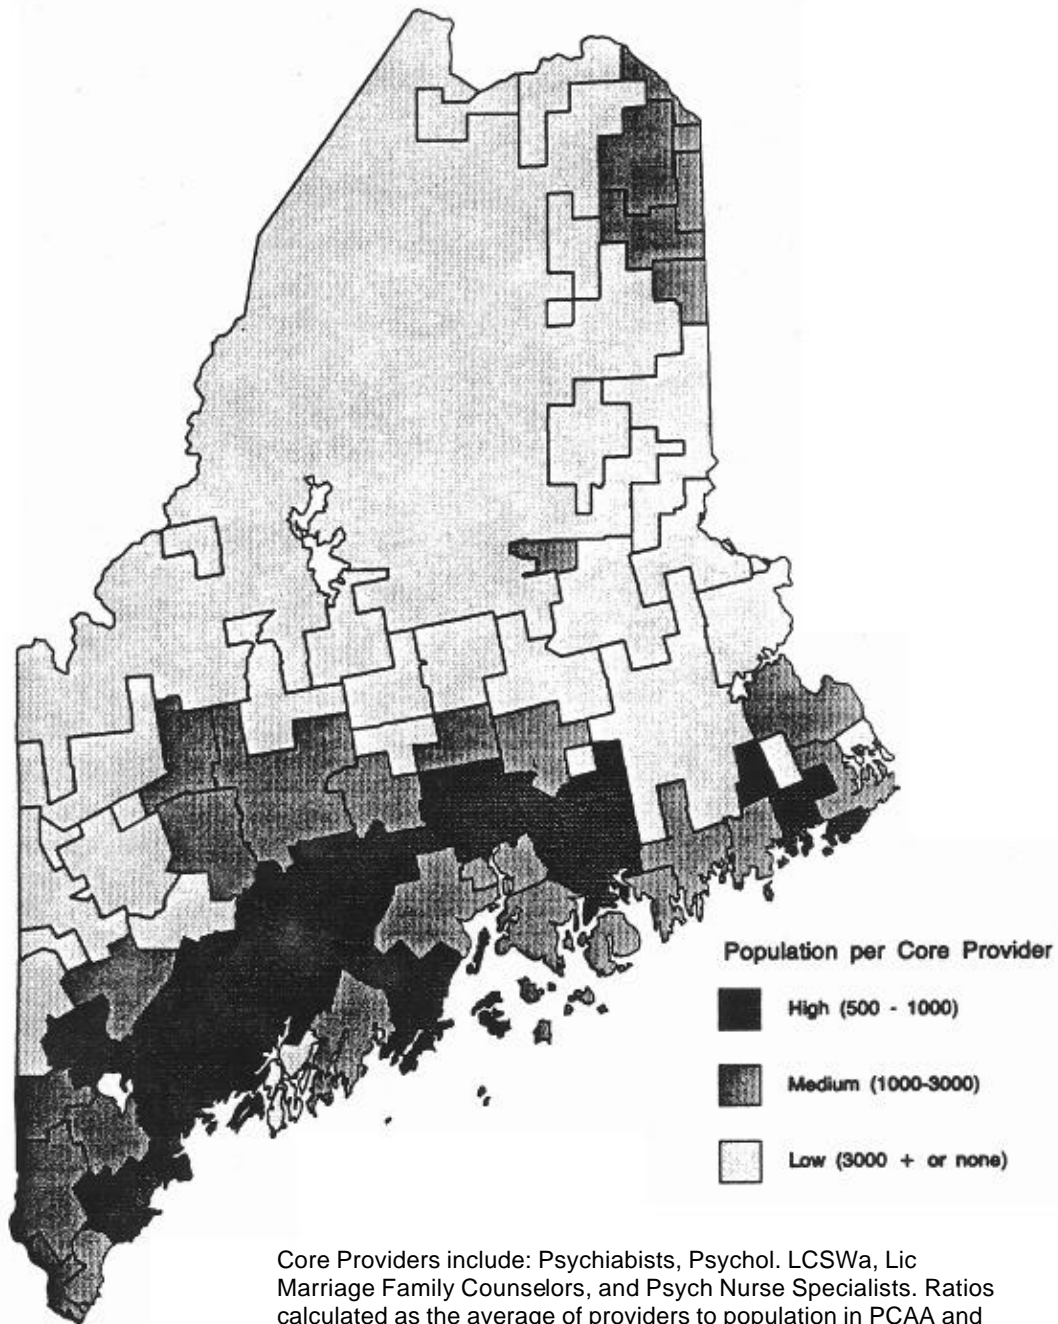 Population per Core Provider
High (500 - 1000)
Medium (1000-3000)
Low (3000 + or none)
Core Providers include: Psychiabists, Psychol. LCSWa, Lic
Marriage Family Counselors, and Psych Nurse Specialists. Ratios
calculated as the average of providers to population in PCAA and